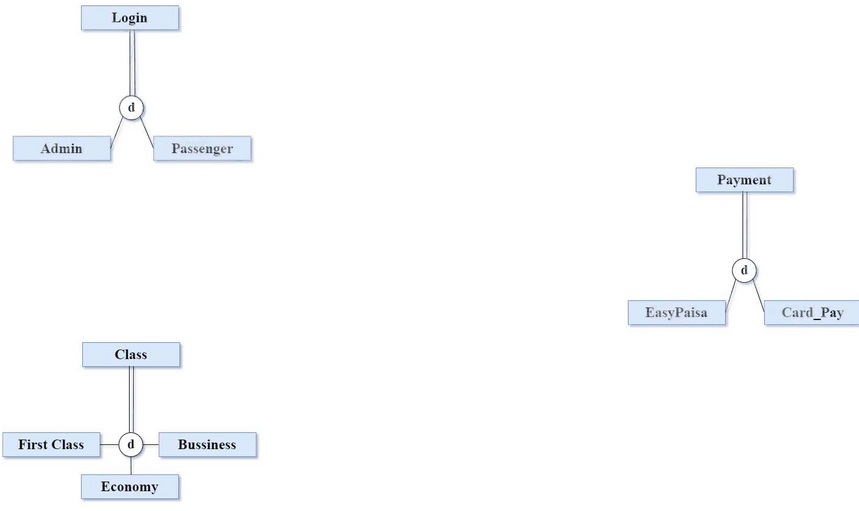 Login
d
Admin
Passenger
Payment
d
EasyPaisa
Card_Pay
Class
First Class
d
Bussiness
Economy